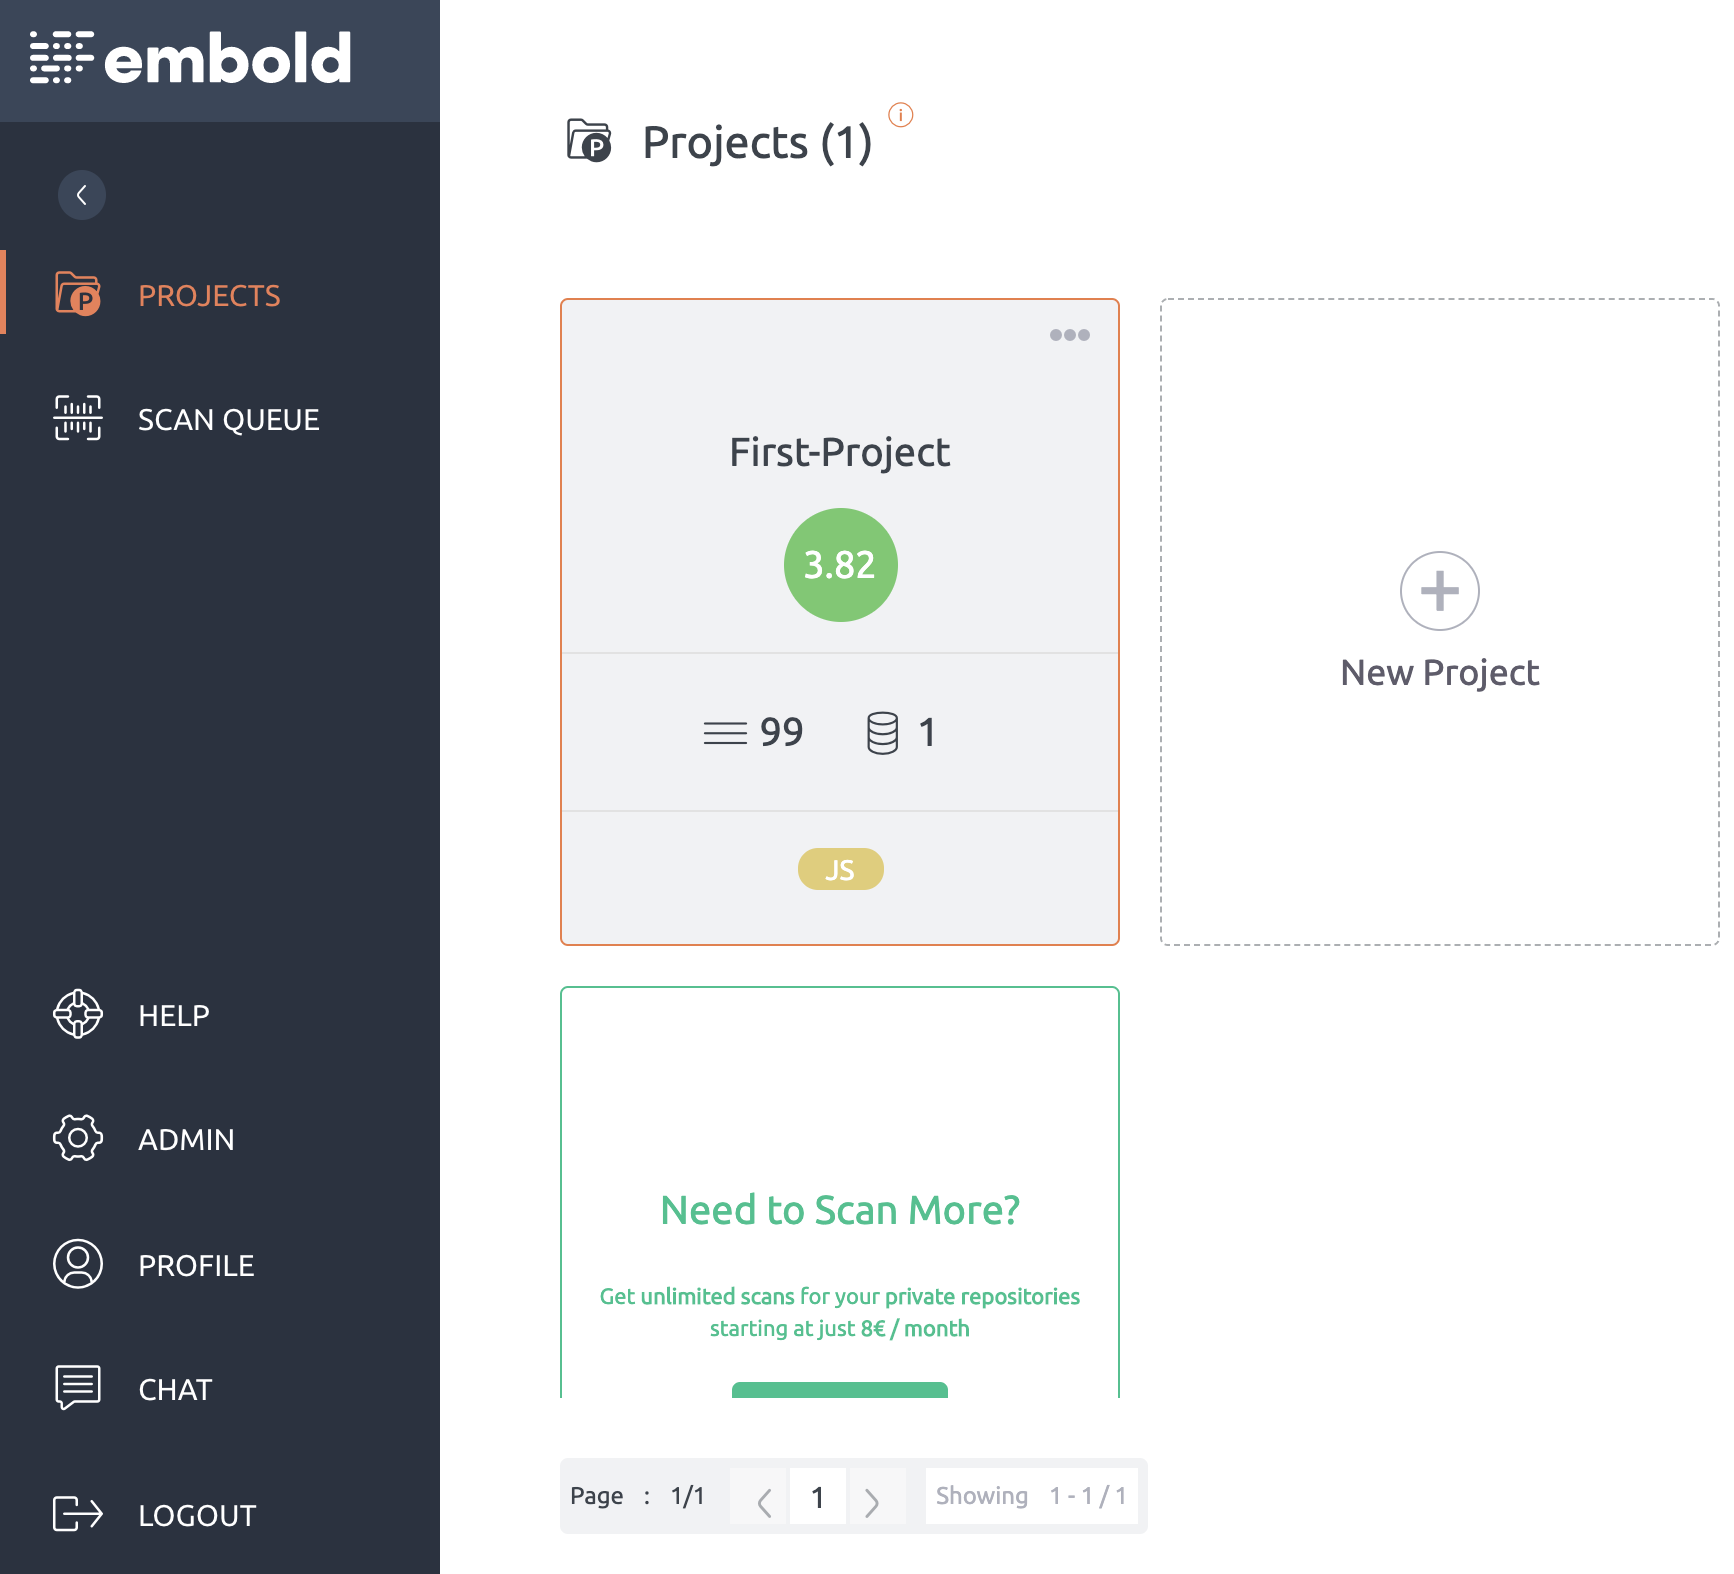 embold
PROJECTS
SCAN QUEUE
HELP
ADMIN
PROFILE
CHAT
LOGOUT
Projects (1)
First-Project
3.82
99 1
JS
New Project
Need to Scan More?
Get unlimited scans for your private repositories
starting at just 8€ / month
Page : 1/1 1 Showing 1 - 1 / 1